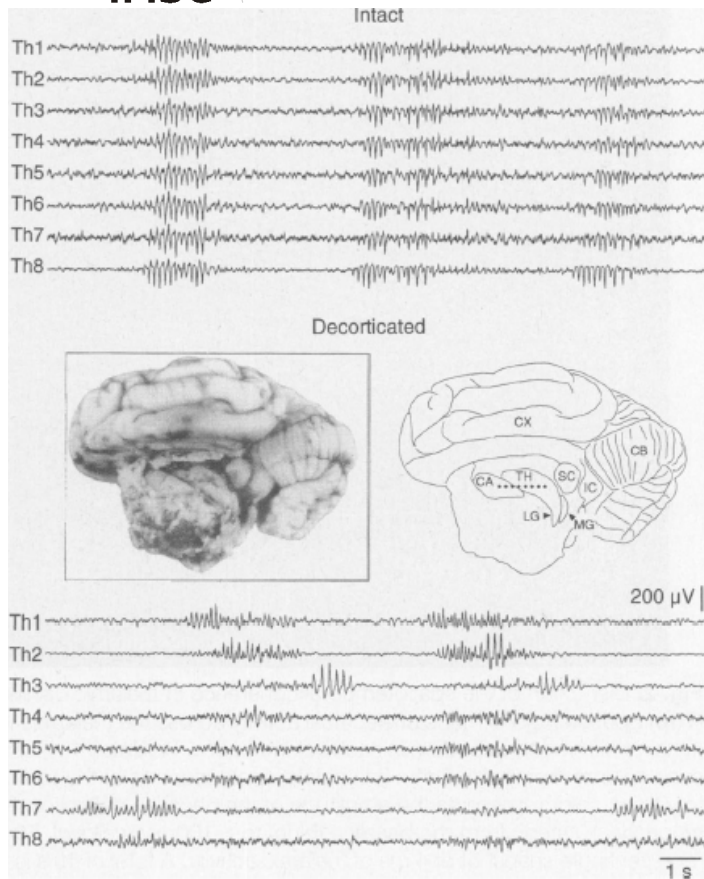 Intact
Th1
Th2
Th3
Th4
Th5
Th6
Th7
Th8
Decorticated
CX
CB
CA
TH
SC
IC
LG
MG
200 µV
Th1
Th2
Th3
Th4
Th5
Th6
Th7
Th8
1 s